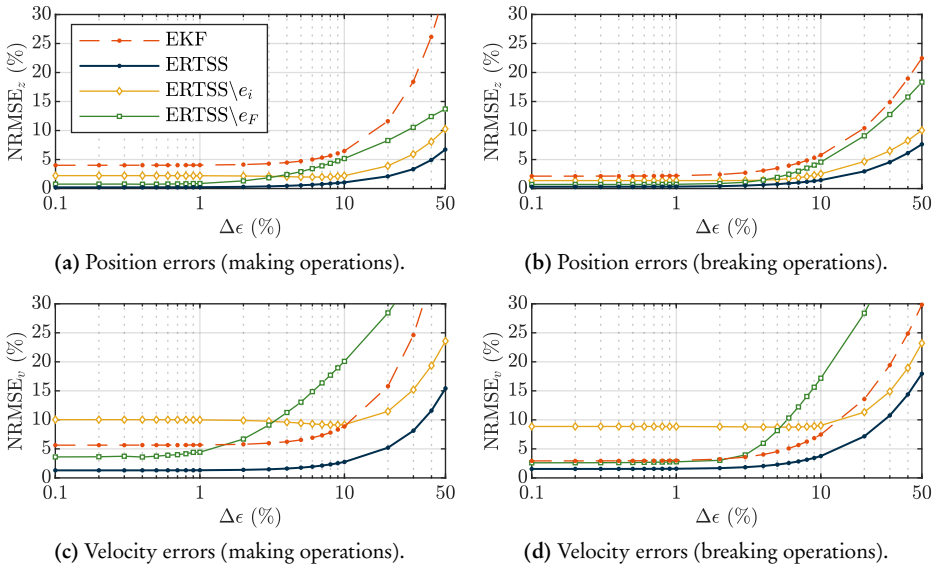 30
25
20
15
10
5
0
NRMSE_z (%)
EKF
ERTSS
ERTSS\e_i
ERTSS\e_F
0.1 1 10 50
Δϵ (%)
(a) Position errors (making operations).
30
25
20
15
10
5
0
NRMSE_z (%)
0.1 1 10 50
Δϵ (%)
(b) Position errors (breaking operations).
30
25
20
15
10
5
0
NRMSE_v (%)
0.1 1 10 50
Δϵ (%)
(c) Velocity errors (making operations).
30
25
20
15
10
5
0
NRMSE_v (%)
0.1 1 10 50
Δϵ (%)
(d) Velocity errors (breaking operations).